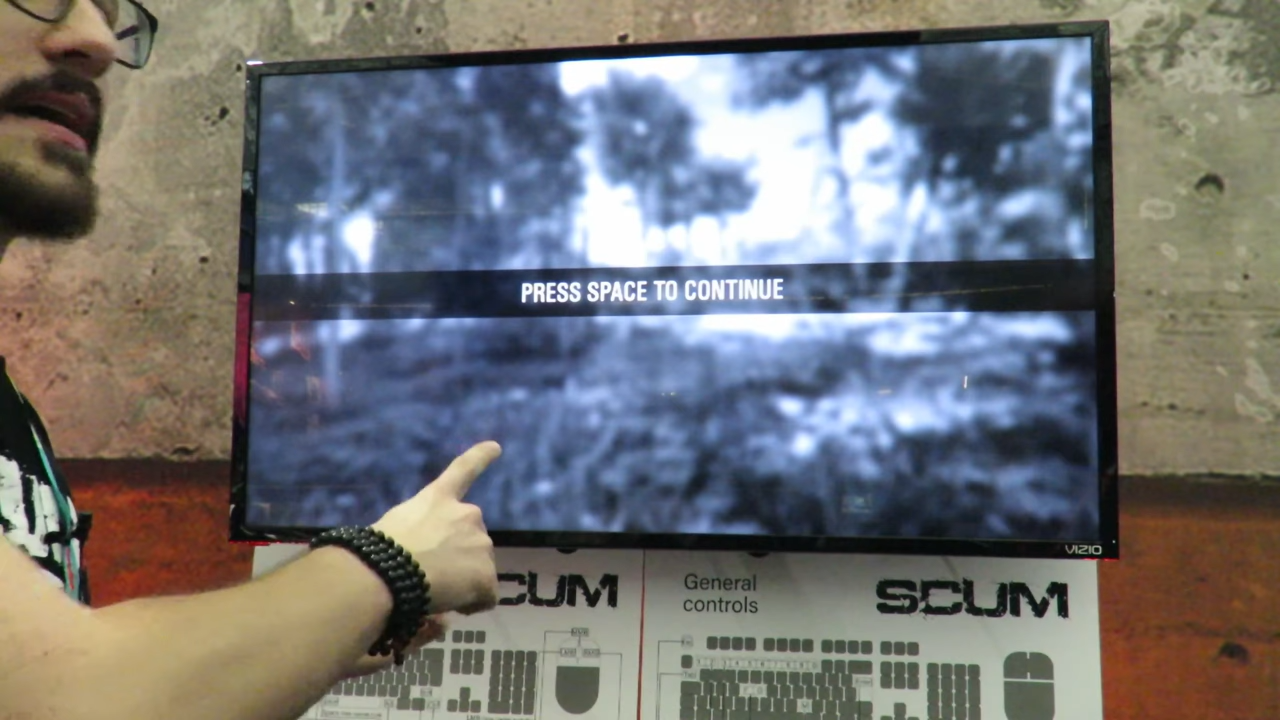 PRESS SPACE TO CONTINUE
VIZIO
SCUM
General
controls
SCUM